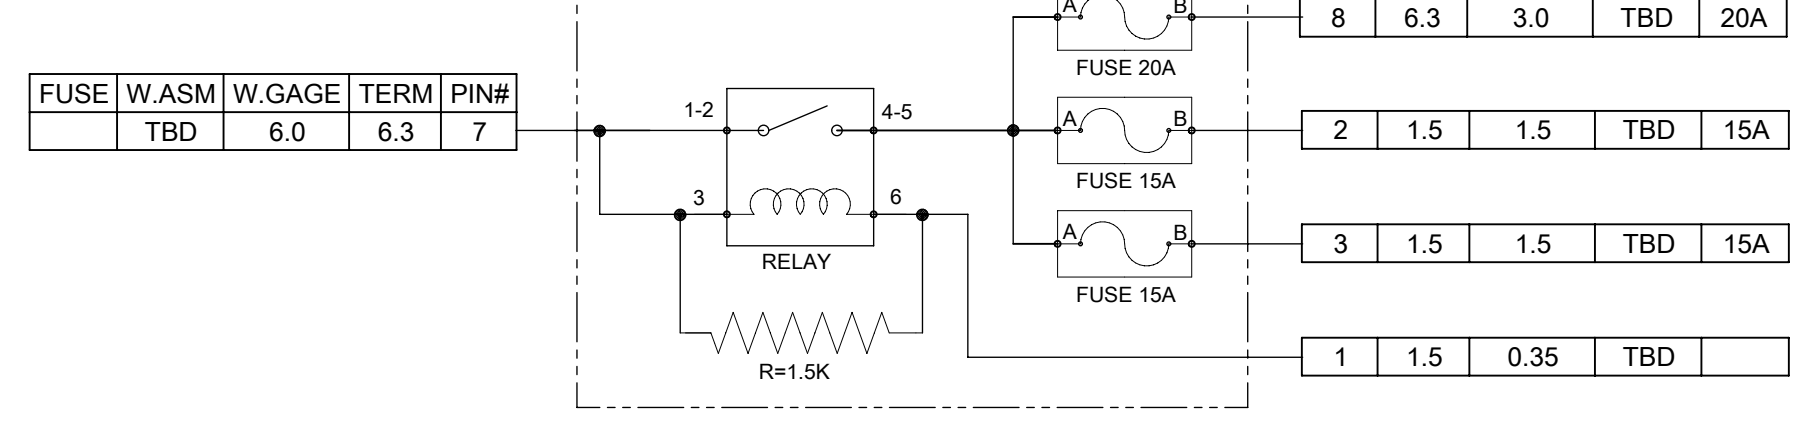 A B 8 6.3 3.0 TBD 20A
FUSE 20A
FUSE W.ASM W.GAGE TERM PIN#
TBD 6.0 6.3 7
1-2 4-5 A B 2 1.5 1.5 TBD 15A
FUSE 15A
3 6
A B 3 1.5 1.5 TBD 15A
RELAY
FUSE 15A
1 1.5 0.35 TBD
R=1.5K